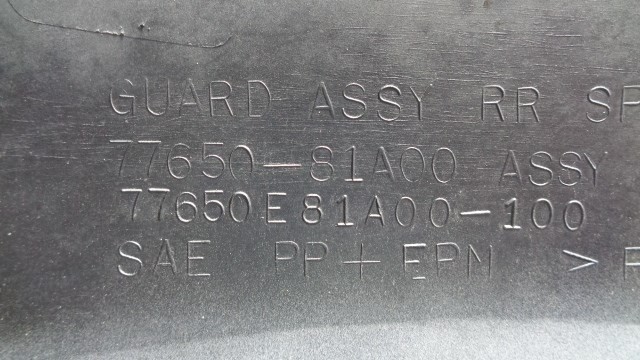 GUARD ASSY RR SP
77650-81A00 ASSY
77650E81A00-100
SAE PP+EPM >P